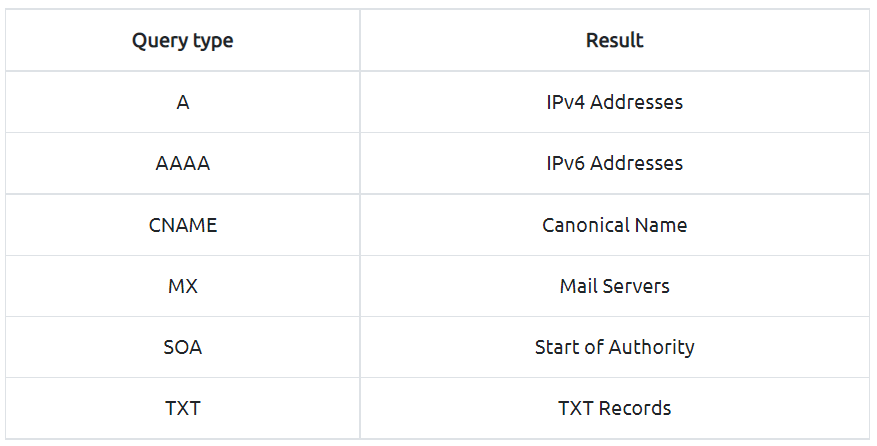 Query type Result
A IPv4 Addresses
AAAA IPv6 Addresses
CNAME Canonical Name
MX Mail Servers
SOA Start of Authority
TXT TXT Records